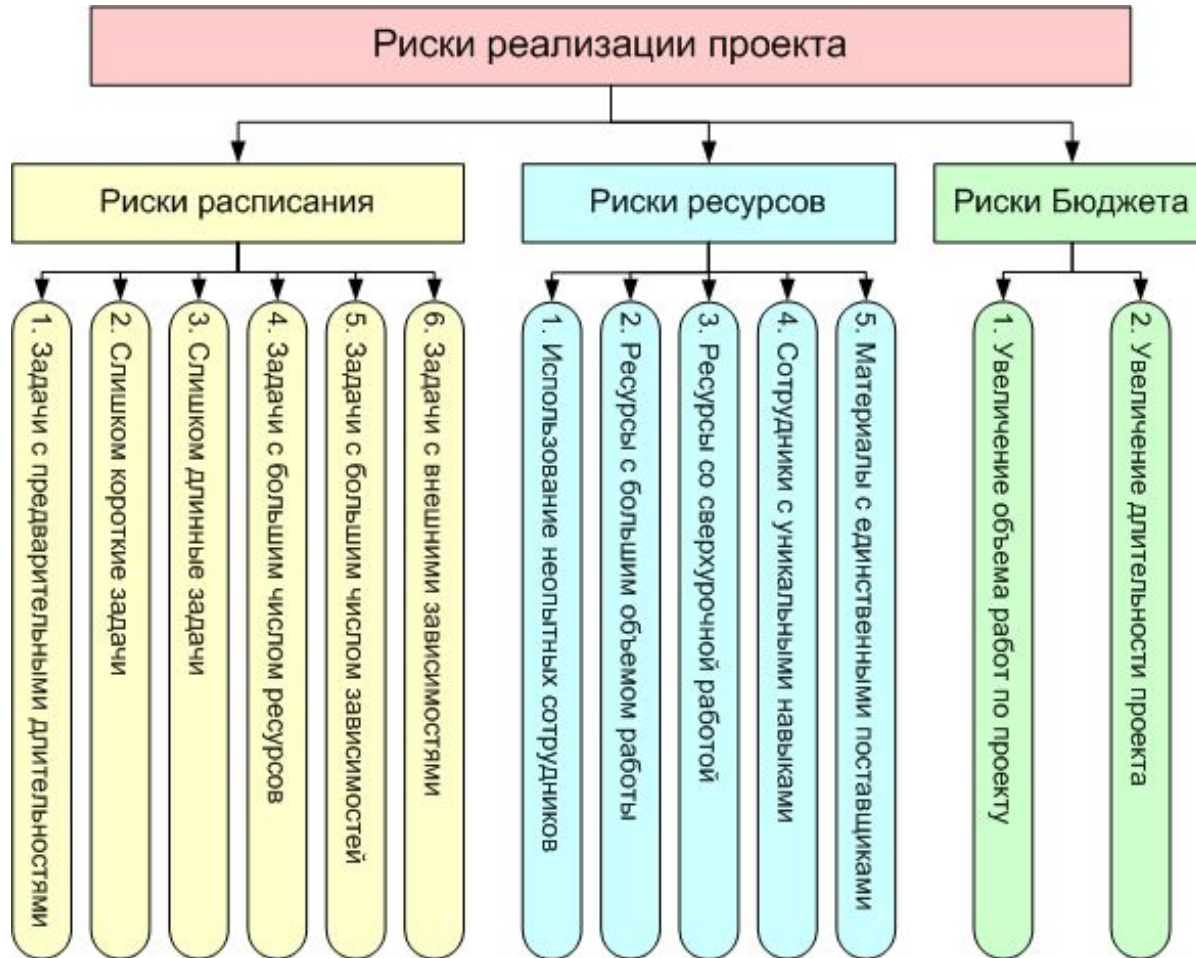 Риски реализации проекта
Риски расписания
Риски ресурсов
Риски Бюджета
1. Задачи с предварительными длительностями
2. Слишком короткие задачи
3. Слишком длинные задачи
4. Задачи с большим числом ресурсов
5. Задачи с большим числом зависимостей
6. Задачи с внешними зависимостями
1. Использование неопытных сотрудников
2. Ресурсы с большим объемом работы
3. Ресурсы со сверхурочной работой
4. Сотрудники с уникальными навыками
5. Материалы с единственными поставщиками
1. Увеличение объема работ по проекту
2. Увеличение длительности проекта